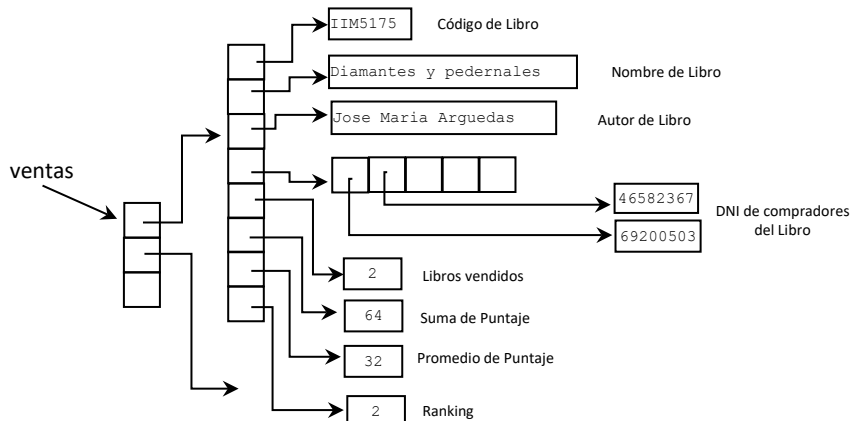 IIM5175 Código de Libro
Diamantes y pedernales Nombre de Libro
Jose Maria Arguedas Autor de Libro
ventas
46582367
69200503
DNI de compradores
del Libro
2 Libros vendidos
64 Suma de Puntaje
32 Promedio de Puntaje
2 Ranking